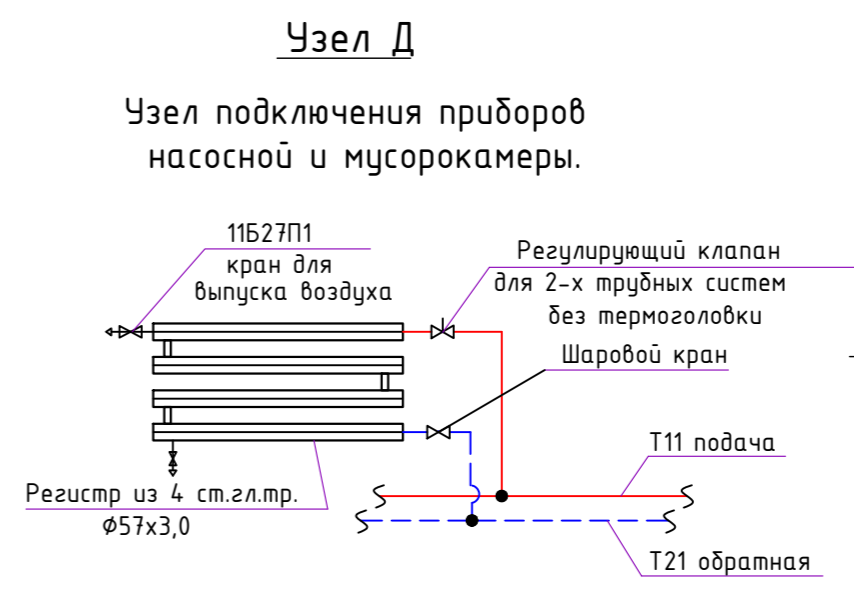 Узел Д
Узел подключения приборов
насосной и мусорокамеры.
11Б27П1
кран для
выпуска воздуха
Регулирующий клапан
для 2-х трубных систем
без термоголовки
Шаровой кран
Т11 подача
Регистр из 4 ст.гл.тр.
Ф57х3,0
Т21 обратная